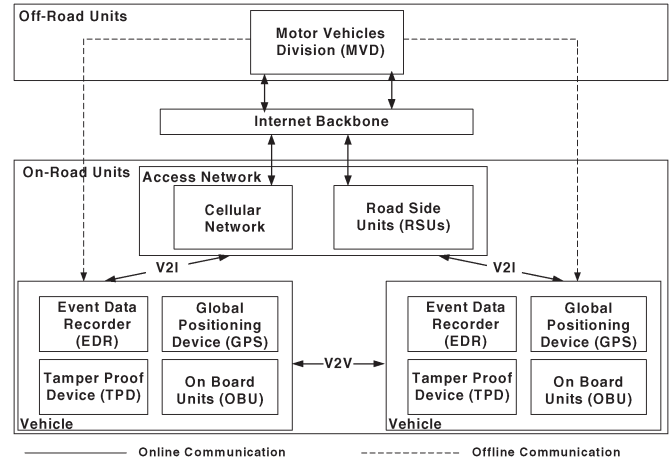 Off-Road Units
Motor Vehicles
Division (MVD)
Internet Backbone
On-Road Units
Access Network
Cellular
Network
Road Side
Units (RSUs)
V2I
V2I
Event Data
Recorder
(EDR)
Global
Positioning
Device (GPS)
Tamper Proof
Device (TPD)
On Board
Units (OBU)
Vehicle
V2V
Event Data
Recorder
(EDR)
Global
Positioning
Device (GPS)
Tamper Proof
Device (TPD)
On Board
Units (OBU)
Vehicle
Online Communication
Offline Communication